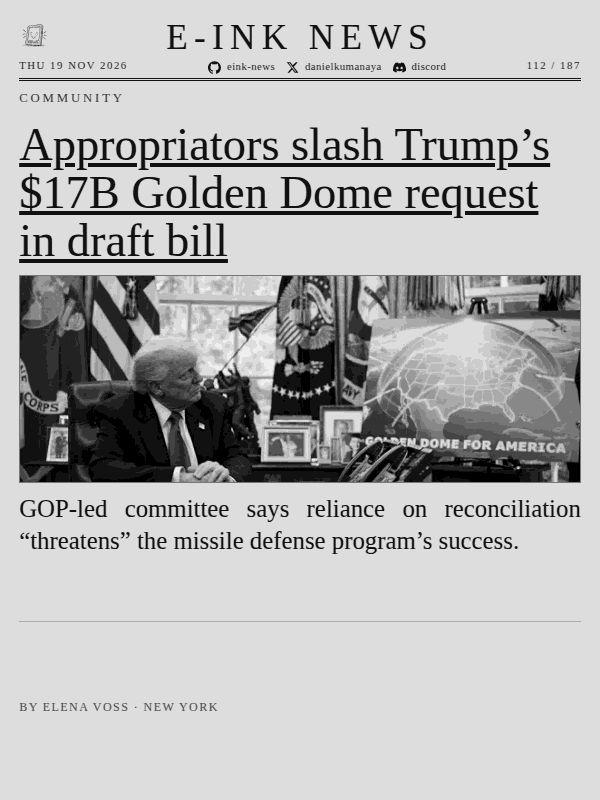 E-INK NEWS
THU 19 NOV 2026
eink-news danielkumanaya discord
112 / 187
COMMUNITY
Appropriators slash Trump’s
$17B Golden Dome request
in draft bill
CORPS
NAVY
GOLDEN DOME FOR AMERICA
GOP-led committee says reliance on reconciliation
“threatens” the missile defense program’s success.
BY ELENA VOSS · NEW YORK